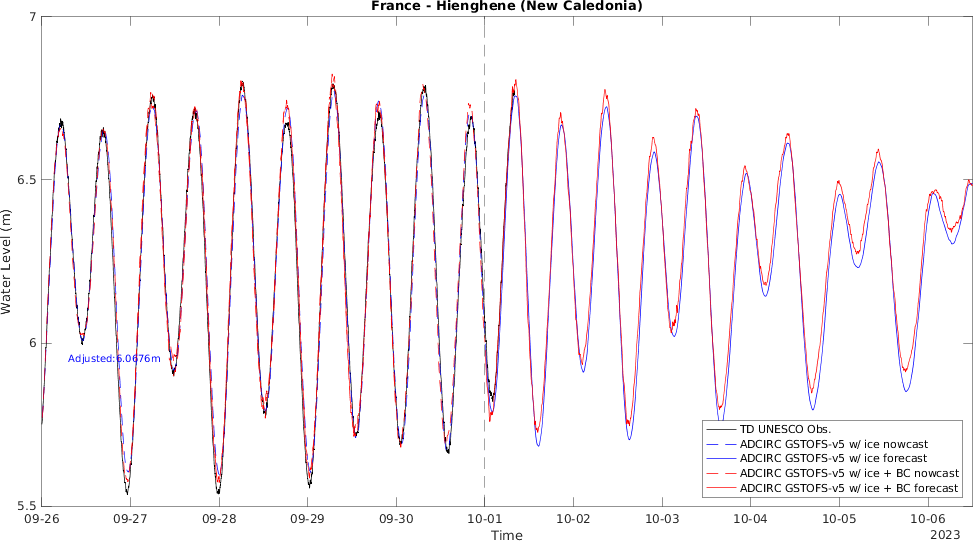 France - Hienghene (New Caledonia)
7
6.5
6
5.5
Water Level (m)
Adjusted:6.0676m
TD UNESCO Obs.
ADCIRC GSTOFS-v5 w/ ice nowcast
ADCIRC GSTOFS-v5 w/ ice forecast
ADCIRC GSTOFS-v5 w/ ice + BC nowcast
ADCIRC GSTOFS-v5 w/ ice + BC forecast
09-26 09-27 09-28 09-29 09-30 10-01 10-02 10-03 10-04 10-05 10-06
Time
2023